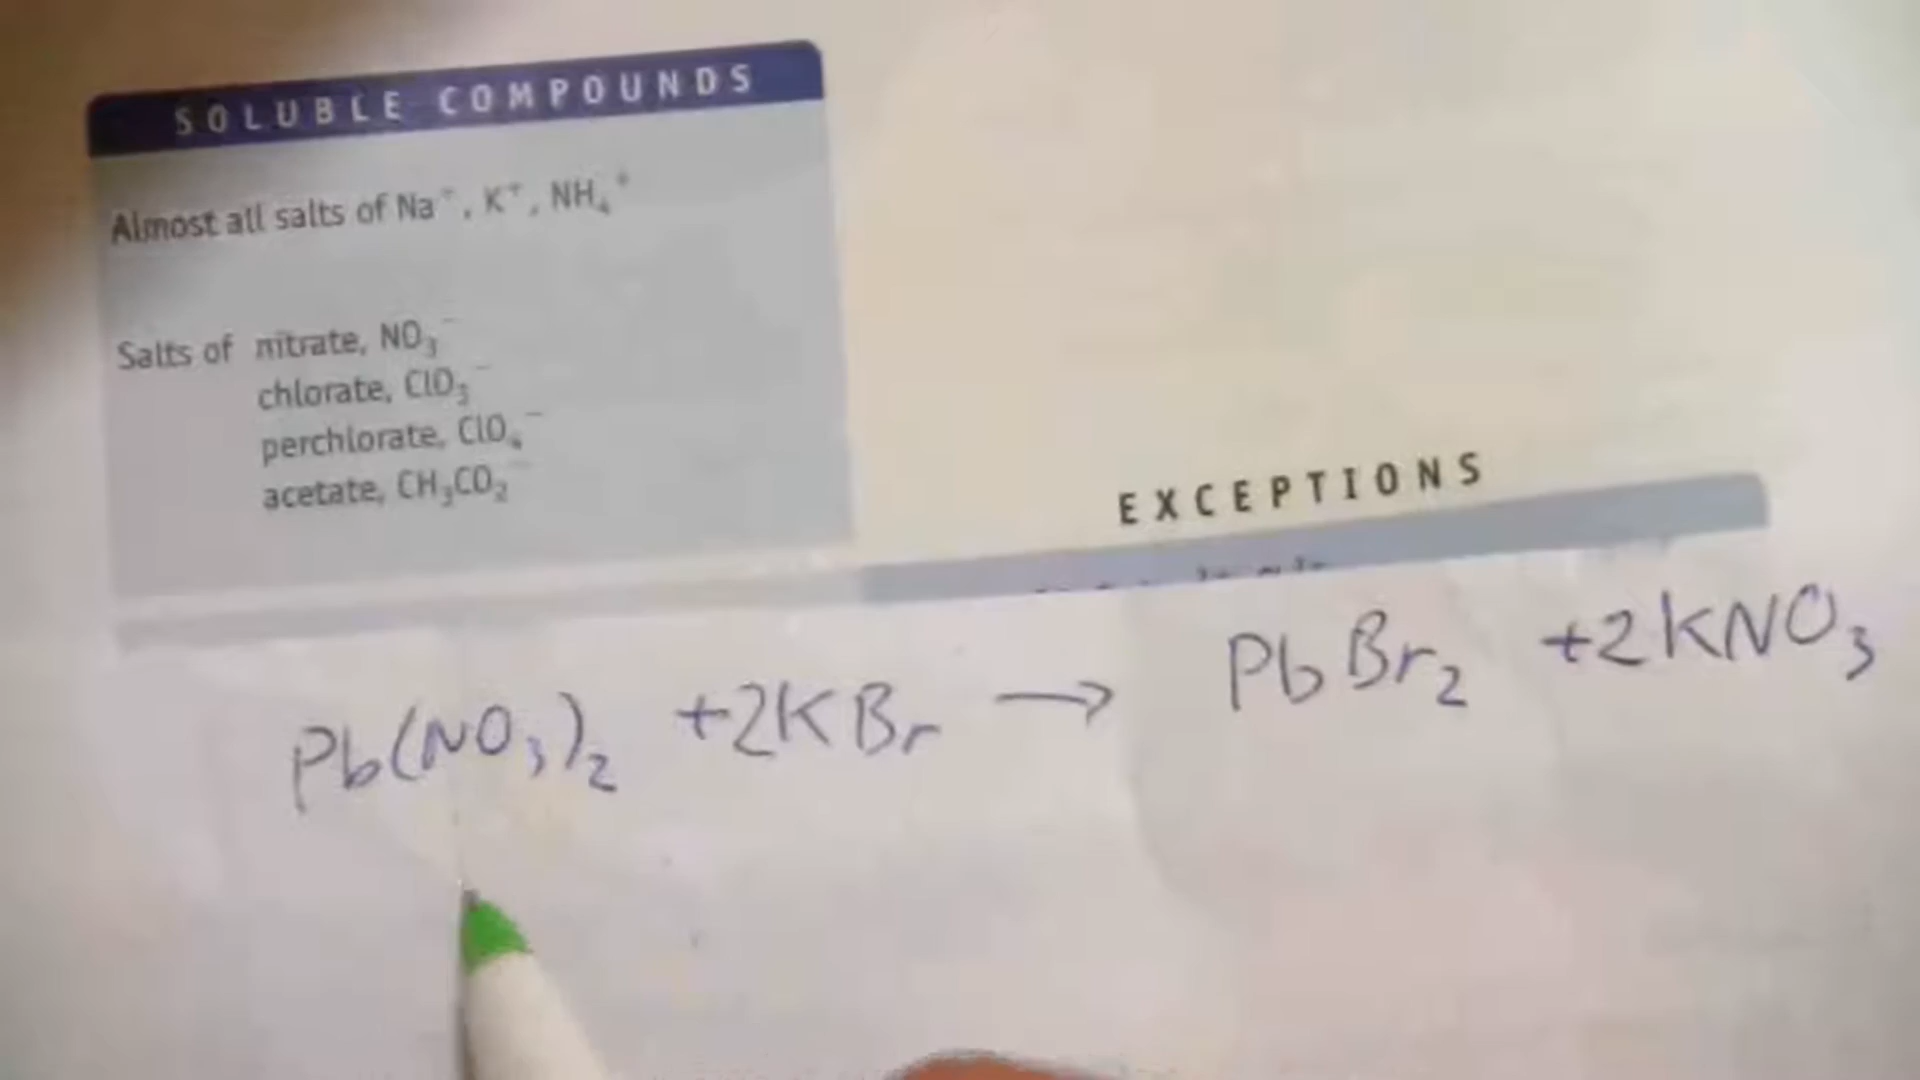 SOLUBLE COMPOUNDS
Almost all salts of Na⁺, K⁺, NH₄⁺
Salts of nitrate, NO₃⁻
chlorate, ClO₃⁻
perchlorate, ClO₄⁻
acetate, CH₃CO₂⁻
EXCEPTIONS
Pb(NO₃)₂ +2KBr → PbBr₂ +2KNO₃